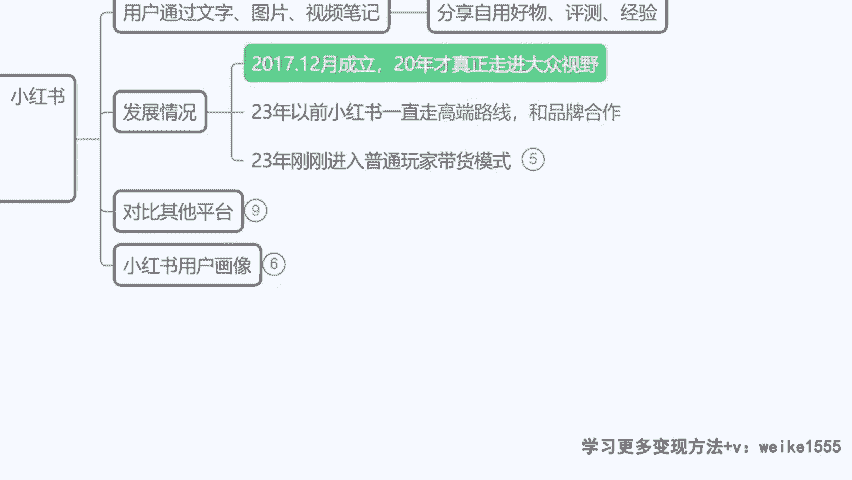 用户通过文字、图片、视频笔记
分享自用好物、评测、经验
小红书
发展情况
2017.12月成立，20年才真正走进大众视野
23年以前小红书一直走高端路线，和品牌合作
23年刚刚进入普通玩家带货模式 5
对比其他平台 9
小红书用户画像 6
学习更多变现方法+v：weike1555